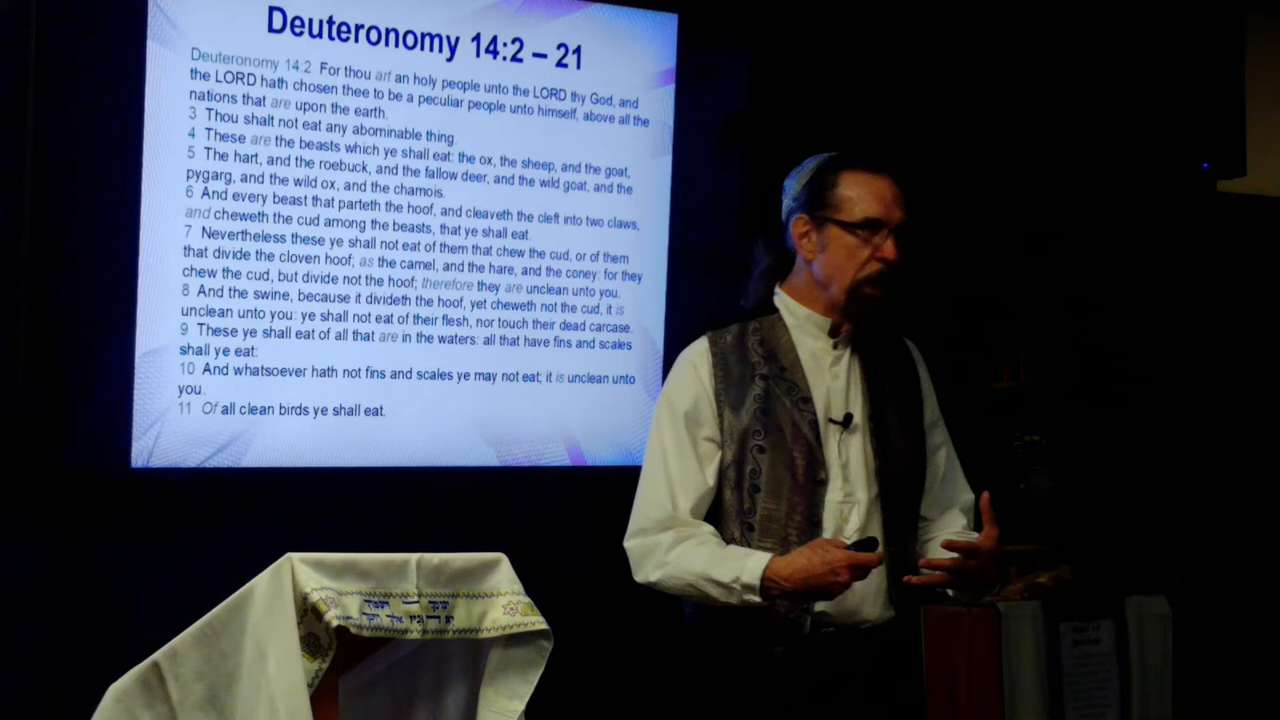 Deuteronomy 14:2 – 21
Deuteronomy 14:2 For thou art an holy people unto the LORD thy God, and
the LORD hath chosen thee to be a peculiar people unto himself, above all the
nations that are upon the earth.
3 Thou shalt not eat any abominable thing.
4 These are the beasts which ye shall eat: the ox, the sheep, and the goat,
5 The hart, and the roebuck, and the fallow deer, and the wild goat, and the
pygarg, and the wild ox, and the chamois.
6 And every beast that parteth the hoof, and cleaveth the cleft into two claws,
and cheweth the cud among the beasts, that ye shall eat.
7 Nevertheless these ye shall not eat of them that chew the cud, or of them
that divide the cloven hoof; as the camel, and the hare, and the coney: for they
chew the cud, but divide not the hoof; therefore they are unclean unto you.
8 And the swine, because it divideth the hoof, yet cheweth not the cud, it is
unclean unto you: ye shall not eat of their flesh, nor touch their dead carcase.
9 These ye shall eat of all that are in the waters: all that have fins and scales
shall ye eat:
10 And whatsoever hath not fins and scales ye may not eat; it is unclean unto
you.
11 Of all clean birds ye shall eat.